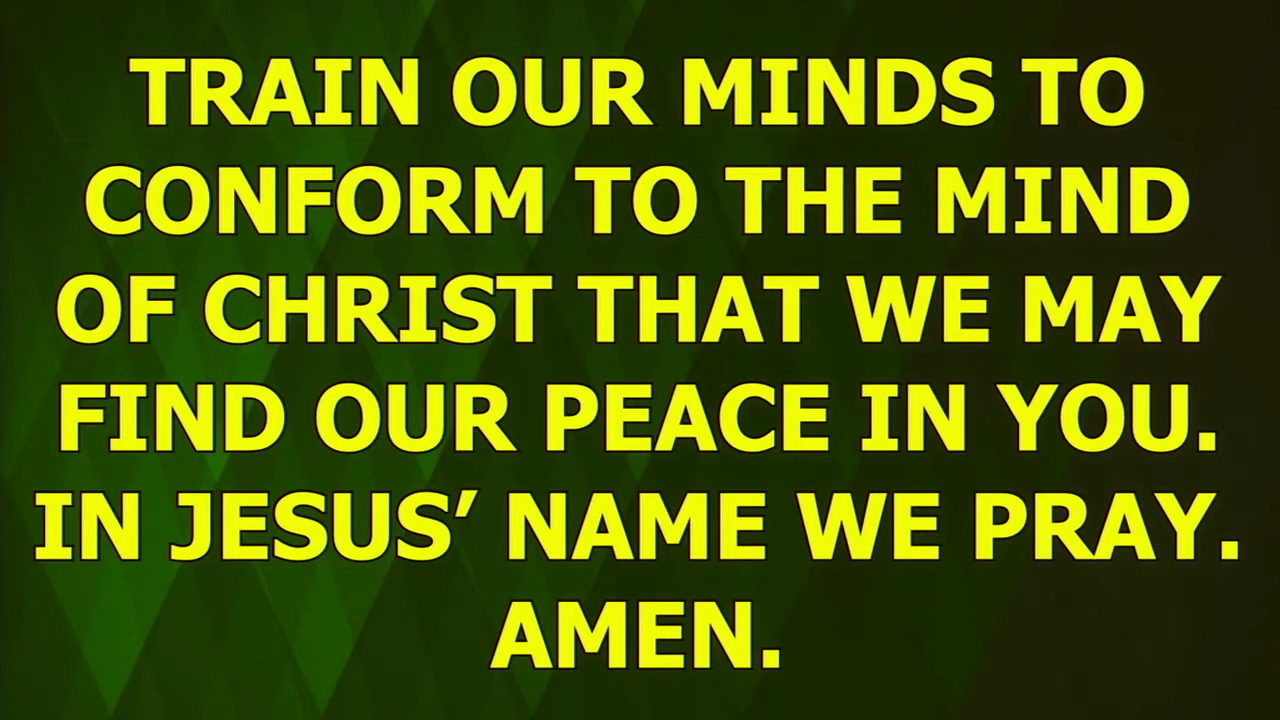 TRAIN OUR MINDS TO
CONFORM TO THE MIND
OF CHRIST THAT WE MAY
FIND OUR PEACE IN YOU.
IN JESUS’ NAME WE PRAY.
AMEN.